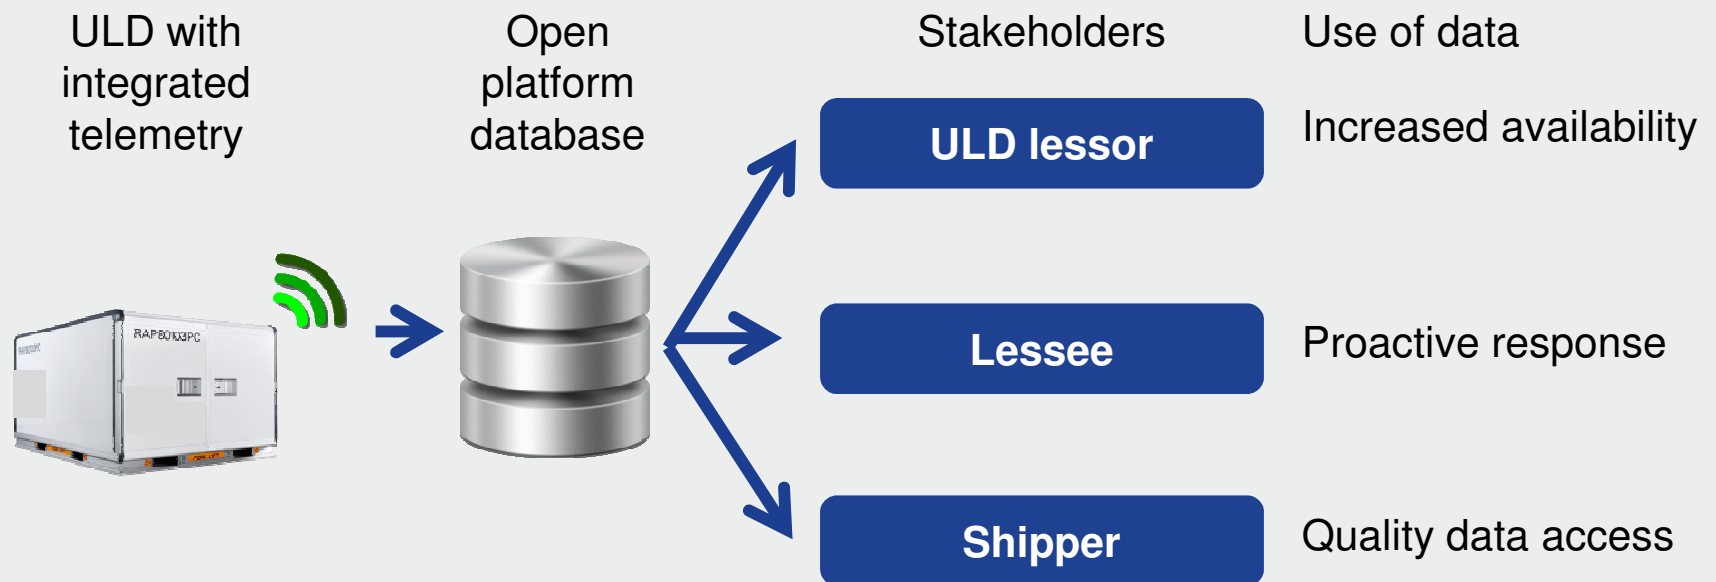 ULD with
integrated
telemetry
Open
platform
database
Stakeholders
Use of data
ULD lessor
Increased availability
Lessee
Proactive response
Shipper
Quality data access